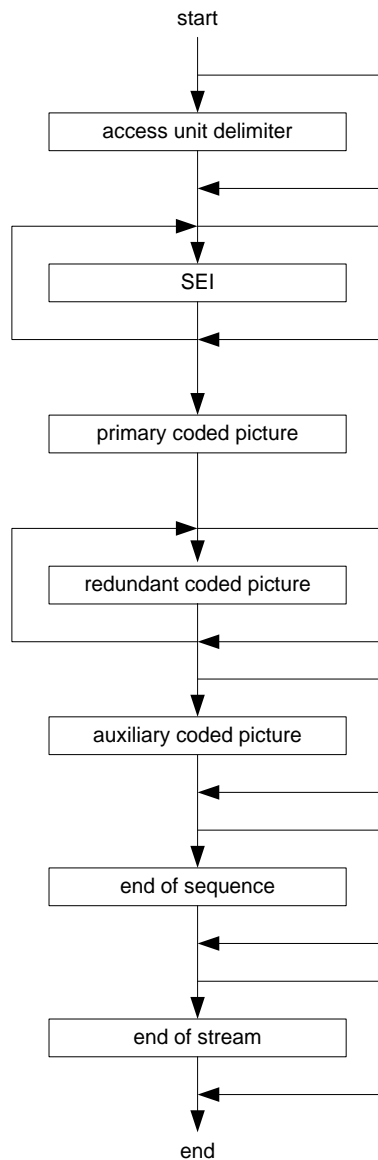 start
access unit delimiter
SEI
primary coded picture
redundant coded picture
auxiliary coded picture
end of sequence
end of stream
end